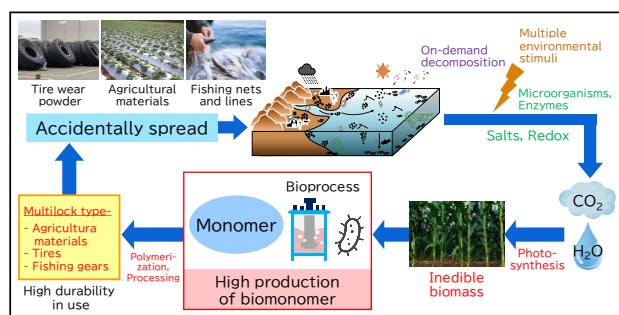 Tire wear
powder
Agricultural
materials
Fishing nets
and lines
Accidentally spread
On-demand
decomposition
Multiple
environmental
stimuli
Microorganisms,
Enzymes
Salts, Redox
CO2
H2O
Photo-
synthesis
Inedible
biomass
Bioprocess
Monomer
High production
of biomonomer
Polymeri-
zation,
Processing
Multilock type-
- Agricultura
materials
- Tires
- Fishing gears
High durability
in use